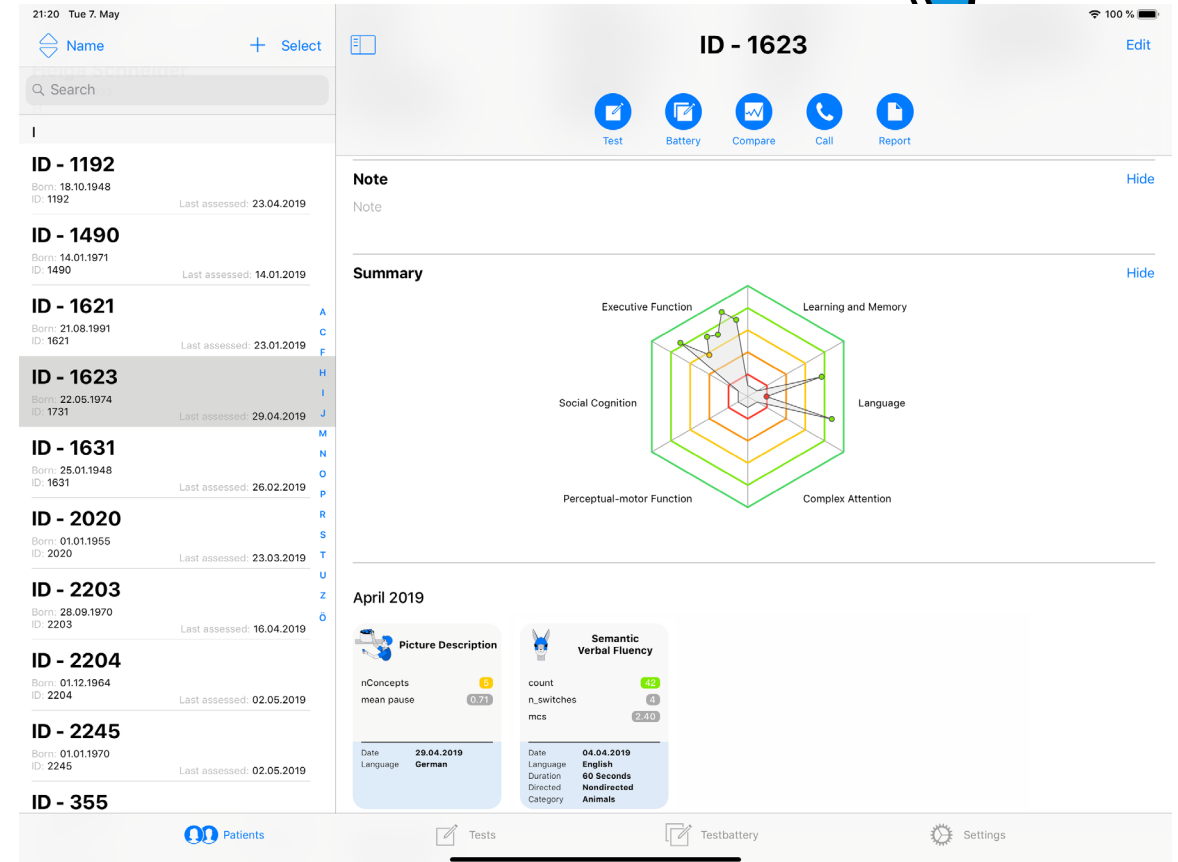 21:20 Tue 7. May
100 %
Name
Select
Search
I
ID - 1192
Born: 18.10.1948
ID: 1192
Last assessed: 23.04.2019
ID - 1490
Born: 14.01.1971
ID: 1490
Last assessed: 14.01.2019
ID - 1621
Born: 21.08.1991
ID: 1621
Last assessed: 23.01.2019
ID - 1623
Born: 22.05.1974
ID: 1731
Last assessed: 29.04.2019
ID - 1631
Born: 25.01.1948
ID: 1631
Last assessed: 26.02.2019
ID - 2020
Born: 01.01.1955
ID: 2020
Last assessed: 23.03.2019
ID - 2203
Born: 28.09.1970
ID: 2203
Last assessed: 16.04.2019
ID - 2204
Born: 01.12.1964
ID: 2204
Last assessed: 02.05.2019
ID - 2245
Born: 01.01.1970
ID: 2245
Last assessed: 02.05.2019
ID - 355
A
C
F
H
I
J
M
N
O
P
R
S
T
U
Z
Ö
ID - 1623
Edit
Test
Battery
Compare
Call
Report
Note
Hide
Note
Summary
Hide
Executive Function
Learning and Memory
Social Cognition
Language
Perceptual-motor Function
Complex Attention
April 2019
Picture Description
nConcepts 5
mean pause 0.71
Date 29.04.2019
Language German
Semantic
Verbal Fluency
count 42
n_switches 4
mcs 2.40
Date 04.04.2019
Language English
Duration 60 Seconds
Directed Nondirected
Category Animals
Patients
Tests
Testbattery
Settings